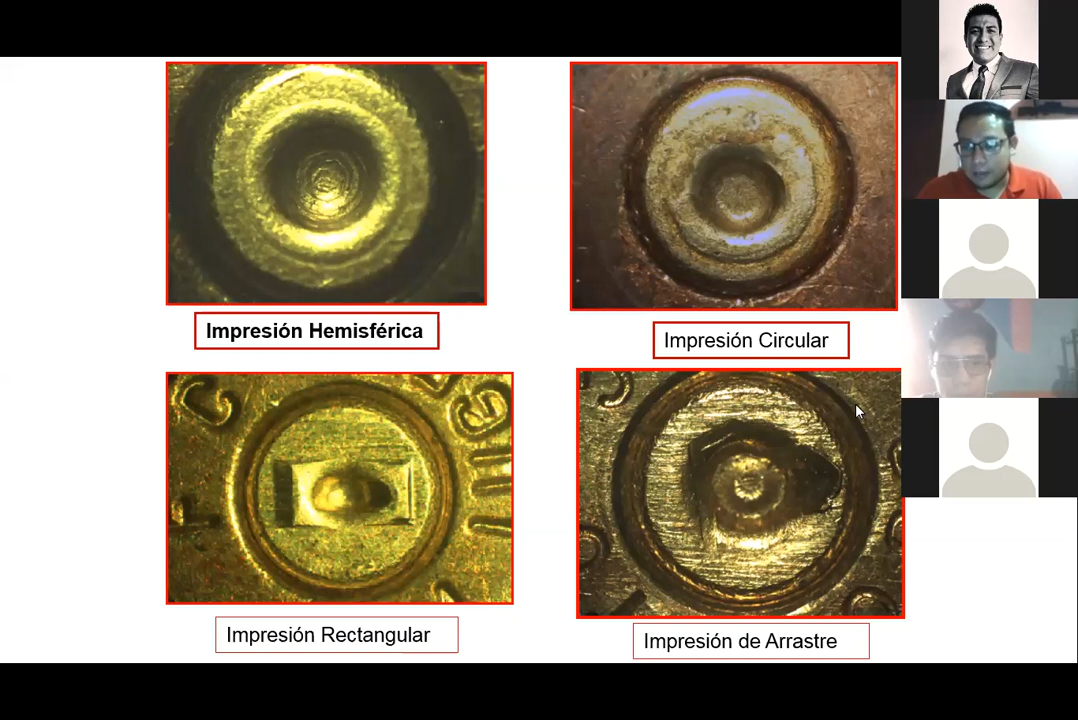 Impresión Hemisférica
Impresión Circular
Impresión Rectangular
Impresión de Arrastre